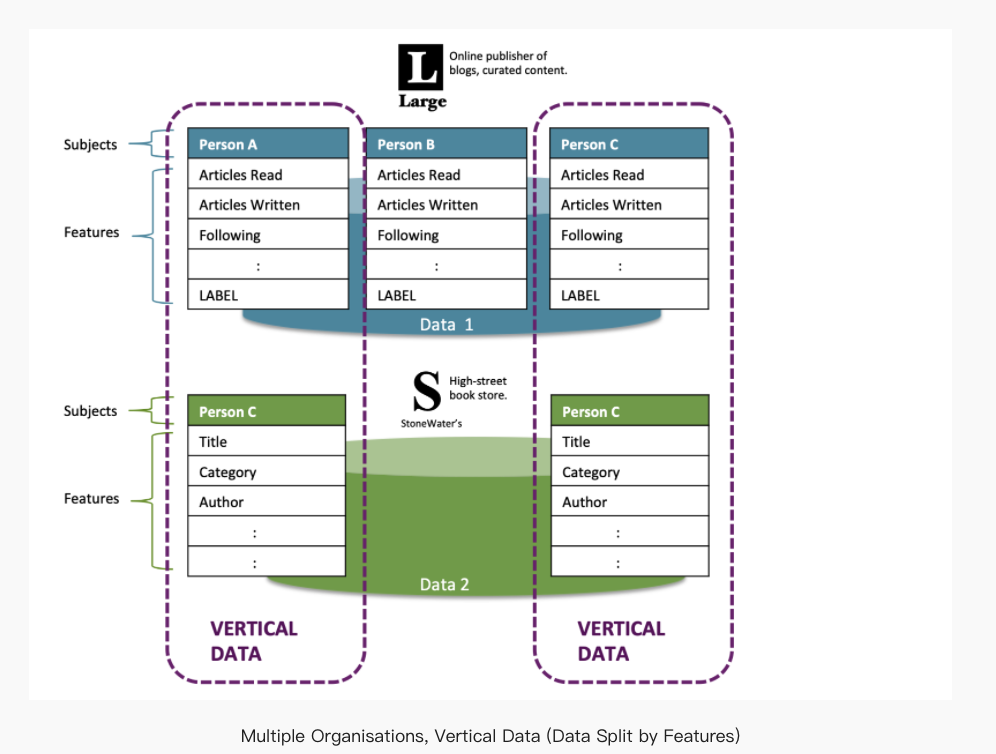 L
Large
Online publisher of
blogs, curated content.
Subjects
Person A
Person B
Person C
Features
Articles Read
Articles Read
Articles Read
Articles Written
Articles Written
Articles Written
Following
Following
Following
:
:
:
LABEL
LABEL
LABEL
Data 1
S
StoneWater's
High-street
book store.
Subjects
Person C
Person C
Features
Title
Title
Category
Category
Author
Author
:
:
:
:
Data 2
VERTICAL
DATA
VERTICAL
DATA
Multiple Organisations, Vertical Data (Data Split by Features)